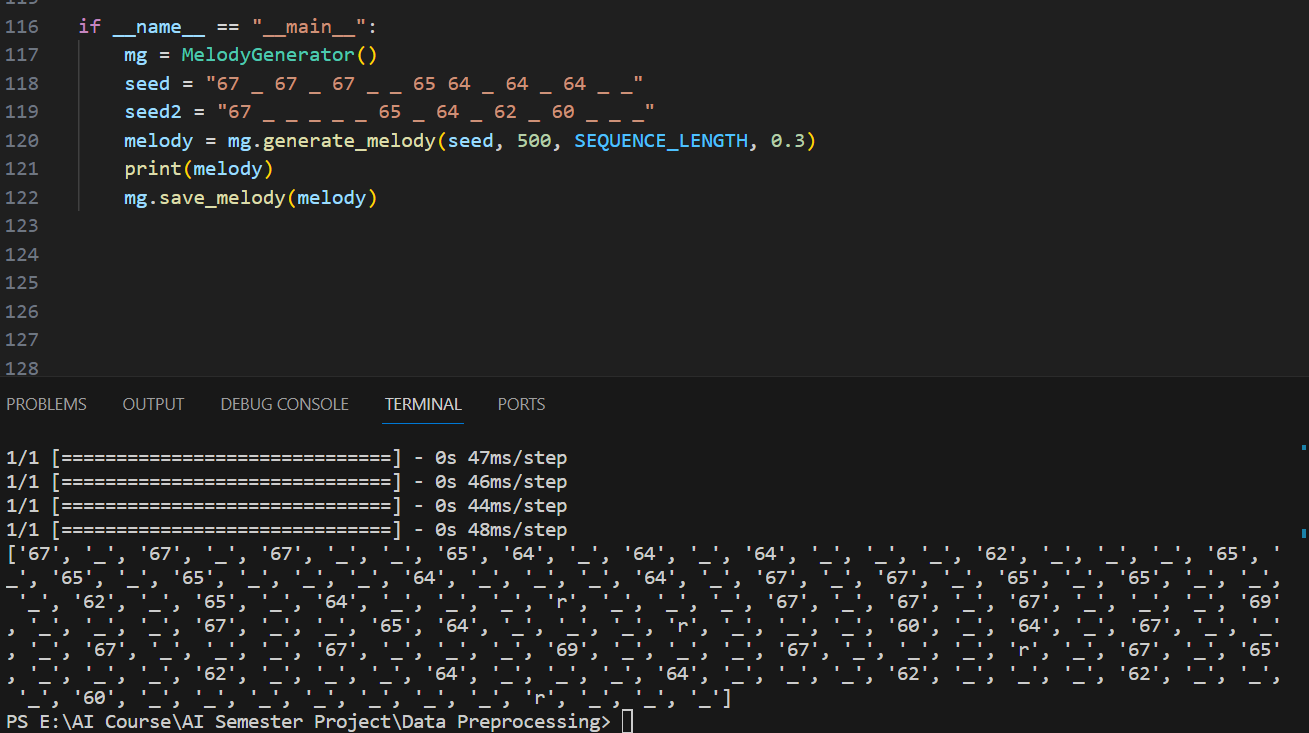 115
116 if __name__ == "__main__":
117 mg = MelodyGenerator()
118 seed = "67 _ 67 _ 67 _ _ 65 64 _ 64 _ 64 _ _"
119 seed2 = "67 _ _ _ _ _ 65 _ 64 _ 62 _ 60 _ _ _"
120 melody = mg.generate_melody(seed, 500, SEQUENCE_LENGTH, 0.3)
121 print(melody)
122 mg.save_melody(melody)
123
124
125
126
127
128
PROBLEMS OUTPUT DEBUG CONSOLE TERMINAL PORTS
1/1 [==============================] - 0s 47ms/step
1/1 [==============================] - 0s 46ms/step
1/1 [==============================] - 0s 44ms/step
1/1 [==============================] - 0s 48ms/step
['67', '_', '67', '_', '67', '_', '_', '65', '64', '_', '64', '_', '64', '_', '_', '_', '62', '_', '_', '_', '65', '
_', '65', '_', '65', '_', '_', '_', '64', '_', '_', '_', '64', '_', '67', '_', '67', '_', '65', '_', '65', '_', '_',
'_', '62', '_', '65', '_', '64', '_', '_', '_', 'r', '_', '_', '_', '67', '_', '67', '_', '67', '_', '_', '_', '69'
, '_', '_', '_', '67', '_', '_', '65', '64', '_', '_', '_', 'r', '_', '_', '_', '60', '_', '64', '_', '67', '_', '_'
, '_', '67', '_', '_', '_', '67', '_', '_', '_', '69', '_', '_', '_', '67', '_', '_', '_', 'r', '_', '67', '_', '65'
, '_', '_', '_', '62', '_', '_', '_', '64', '_', '_', '_', '64', '_', '_', '_', '62', '_', '_', '_', '62', '_', '_',
'_', '60', '_', '_', '_', '_', '_', '_', '_', 'r', '_', '_', '_']
PS E:\AI Course\AI Semester Project\Data Preprocessing>